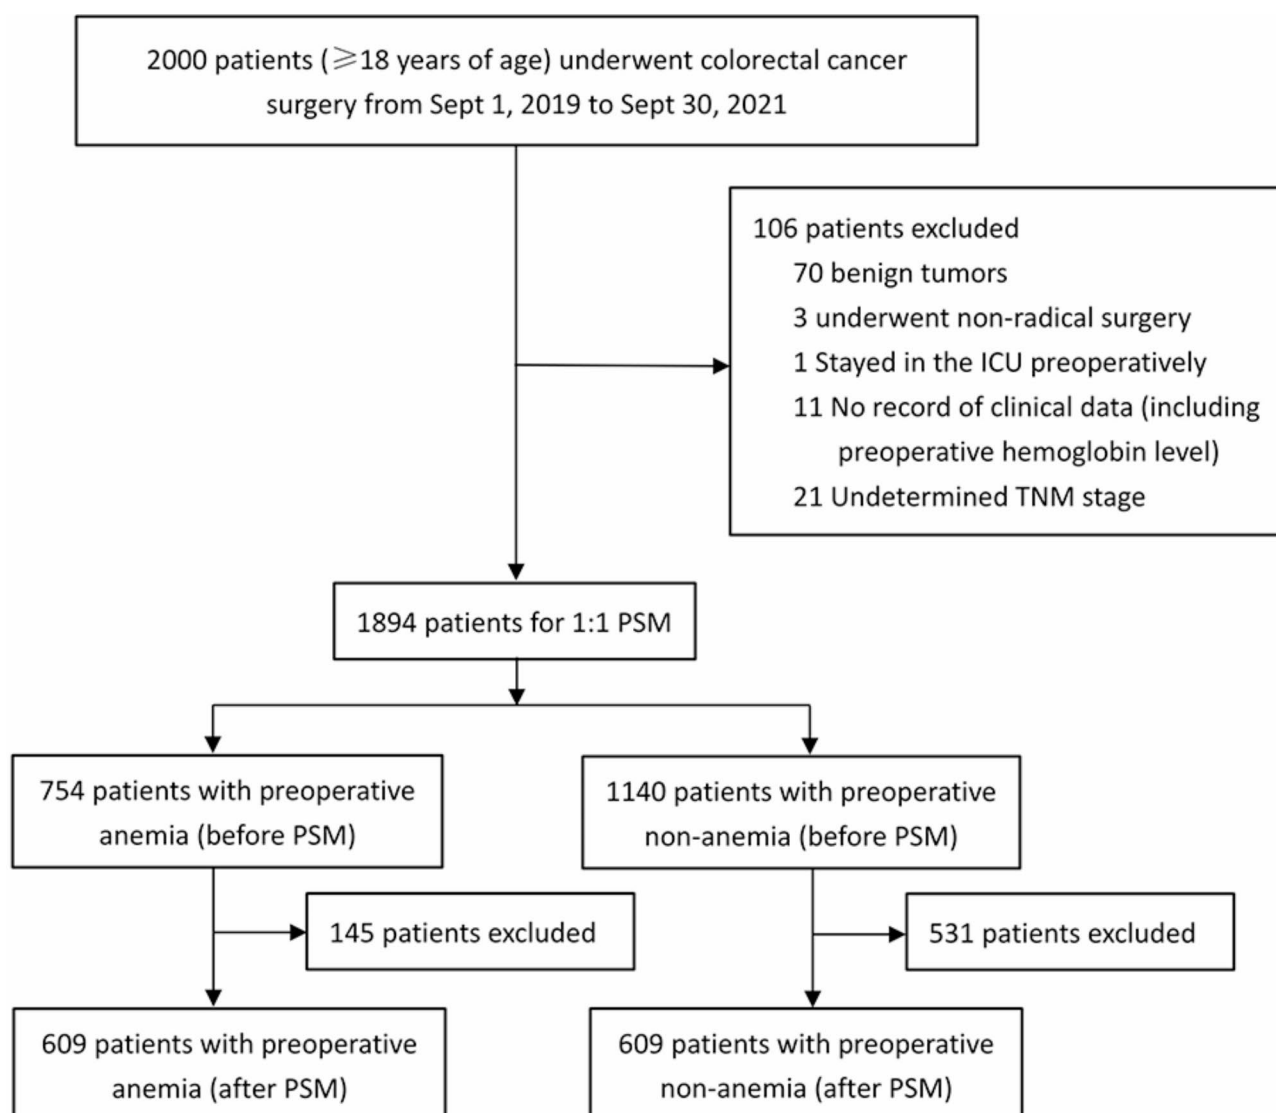 2000 patients (⩾18 years of age) underwent colorectal cancer
surgery from Sept 1, 2019 to Sept 30, 2021
106 patients excluded
70 benign tumors
3 underwent non-radical surgery
1 Stayed in the ICU preoperatively
11 No record of clinical data (including
preoperative hemoglobin level)
21 Undetermined TNM stage
1894 patients for 1:1 PSM
754 patients with preoperative
anemia (before PSM)
1140 patients with preoperative
non-anemia (before PSM)
145 patients excluded
531 patients excluded
609 patients with preoperative
anemia (after PSM)
609 patients with preoperative
non-anemia (after PSM)